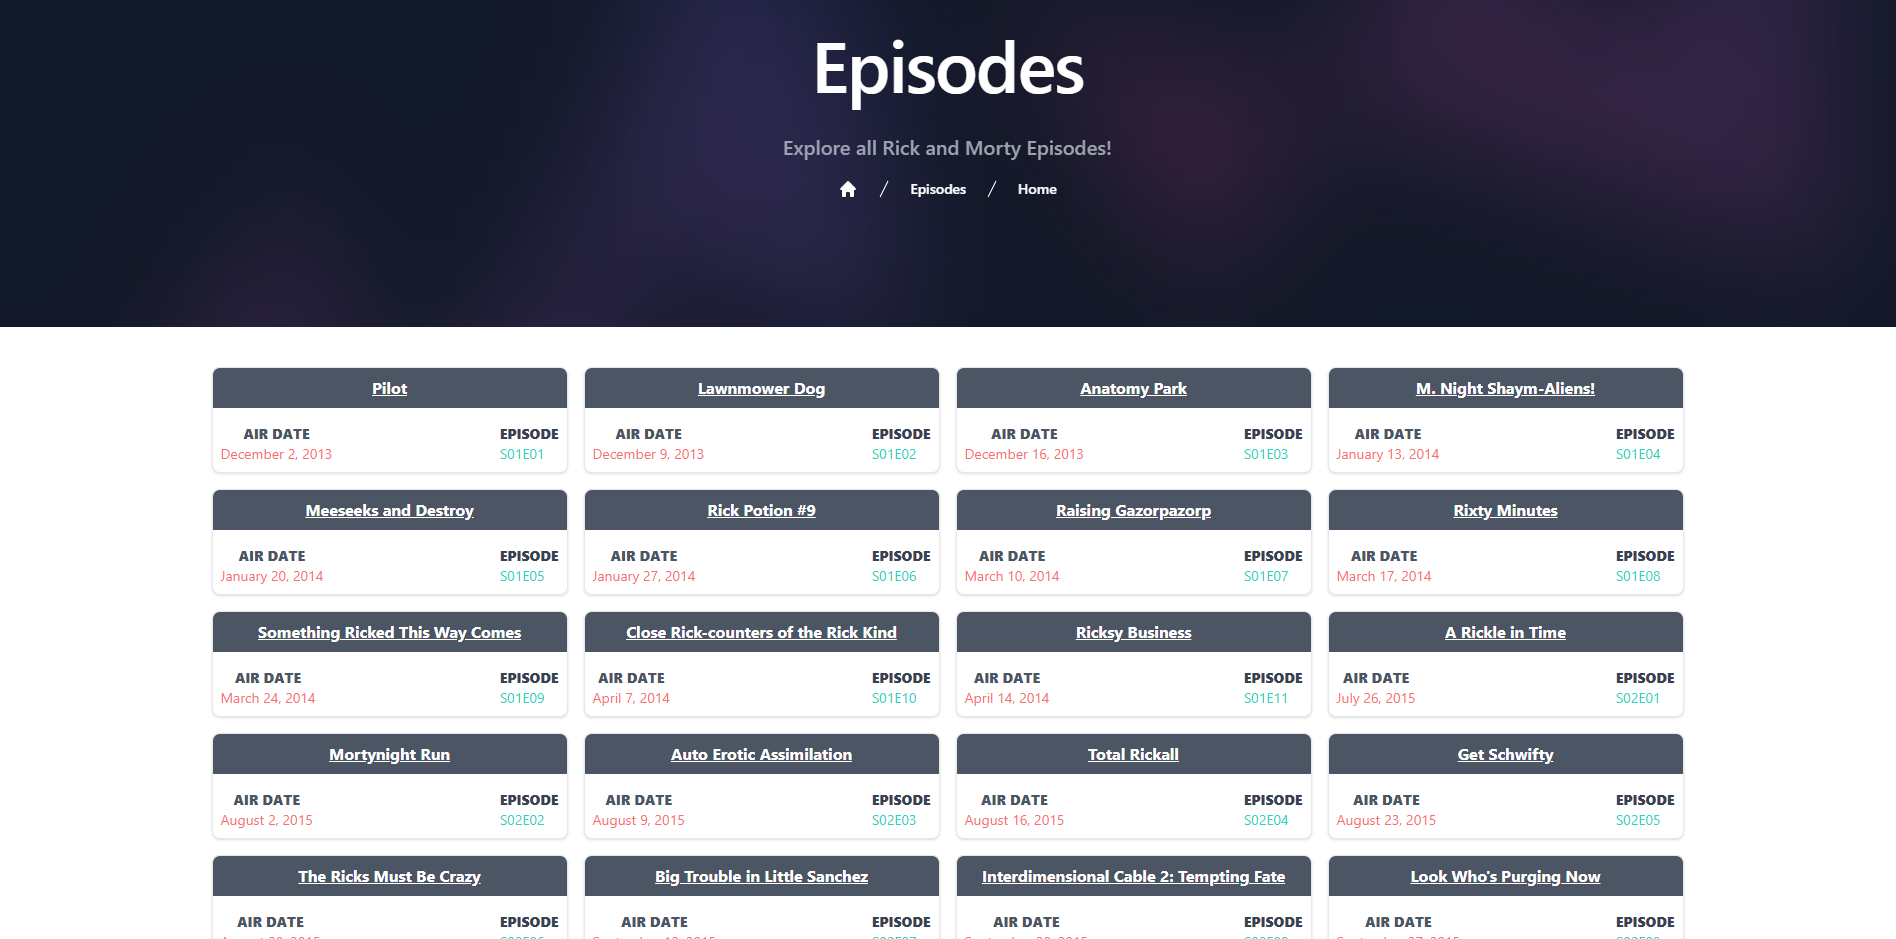 Episodes
Explore all Rick and Morty Episodes!
/ Episodes / Home
Pilot Lawnmower Dog Anatomy Park M. Night Shaym-Aliens!
AIR DATE EPISODE AIR DATE EPISODE AIR DATE EPISODE AIR DATE EPISODE
December 2, 2013 S01E01 December 9, 2013 S01E02 December 16, 2013 S01E03 January 13, 2014 S01E04
Meeseeks and Destroy Rick Potion #9 Raising Gazorpazorp Rixty Minutes
AIR DATE EPISODE AIR DATE EPISODE AIR DATE EPISODE AIR DATE EPISODE
January 20, 2014 S01E05 January 27, 2014 S01E06 March 10, 2014 S01E07 March 17, 2014 S01E08
Something Ricked This Way Comes Close Rick-counters of the Rick Kind Ricksy Business A Rickle in Time
AIR DATE EPISODE AIR DATE EPISODE AIR DATE EPISODE AIR DATE EPISODE
March 24, 2014 S01E09 April 7, 2014 S01E10 April 14, 2014 S01E11 July 26, 2015 S02E01
Mortynight Run Auto Erotic Assimilation Total Rickall Get Schwifty
AIR DATE EPISODE AIR DATE EPISODE AIR DATE EPISODE AIR DATE EPISODE
August 2, 2015 S02E02 August 9, 2015 S02E03 August 16, 2015 S02E04 August 23, 2015 S02E05
The Ricks Must Be Crazy Big Trouble in Little Sanchez Interdimensional Cable 2: Tempting Fate Look Who's Purging Now
AIR DATE EPISODE AIR DATE EPISODE AIR DATE EPISODE AIR DATE EPISODE